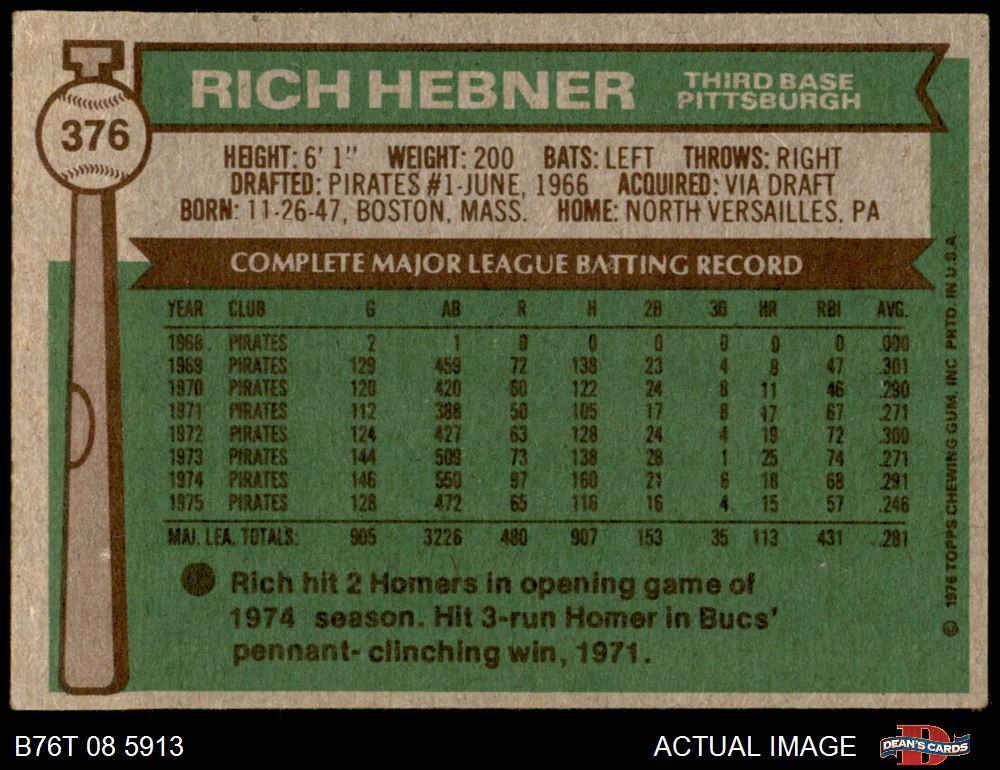 RICH HEBNER
THIRD BASE
PITTSBURGH
376
HEIGHT: 6' 1" WEIGHT: 200 BATS: LEFT THROWS: RIGHT
DRAFTED: PIRATES #1-JUNE, 1966 ACQUIRED: VIA DRAFT
BORN: 11-26-47, BOSTON, MASS. HOME: NORTH VERSAILLES, PA
COMPLETE MAJOR LEAGUE BATTING RECORD
YEAR CLUB G AB R H 2B 3B HR RBI AVG.
1968 PIRATES 2 1 0 0 0 0 0 0 .000
1969 PIRATES 129 459 72 138 23 4 8 47 .301
1970 PIRATES 120 420 60 122 24 8 11 46 .290
1971 PIRATES 112 388 50 105 17 8 17 67 .271
1972 PIRATES 124 427 63 128 24 4 19 72 .300
1973 PIRATES 144 509 73 138 28 1 25 74 .271
1974 PIRATES 146 550 97 160 21 6 18 68 .291
1975 PIRATES 128 472 65 116 16 4 15 57 .246
MAJ. LEA. TOTALS: 905 3226 480 907 153 35 113 431 .281
Rich hit 2 Homers in opening game of
1974 season. Hit 3-run Homer in Bucs'
pennant- clinching win, 1971.
© 1976 TOPPS CHEWING GUM, INC PRTD. IN U.S.A.
B76T 08 5913
ACTUAL IMAGE
DEAN'S CARDS